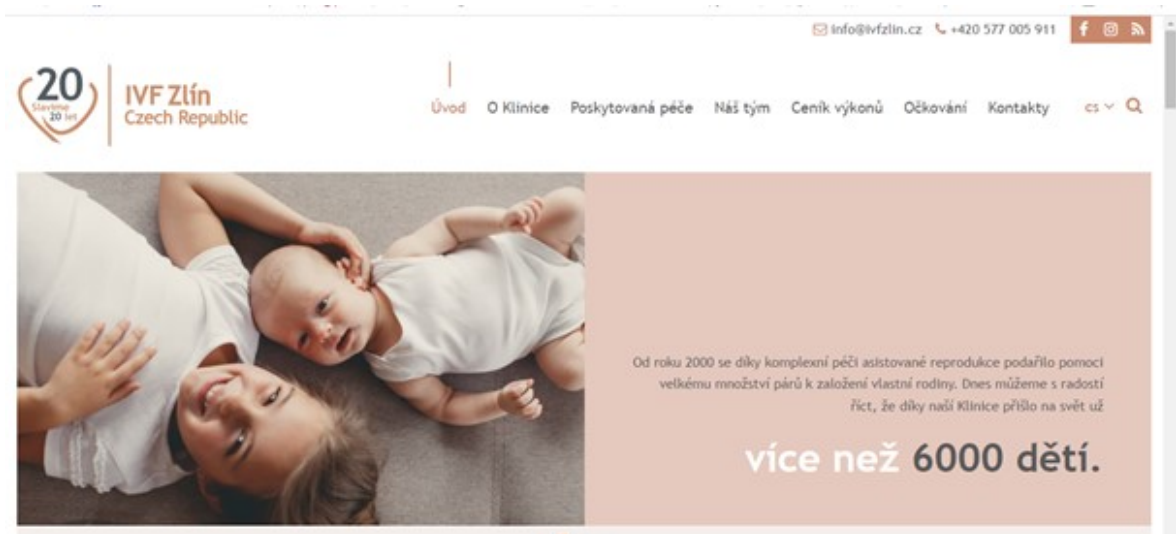 info@ivfzlin.cz +420 577 005 911
20
Slavíme
20 let
IVF Zlín
Czech Republic
Úvod O Klinice Poskytovaná péče Náš tým Ceník výkonů Očkování Kontakty cs
Od roku 2000 se díky komplexní péči asistované reprodukce podařilo pomoci
velkému množství párů k založení vlastní rodiny. Dnes můžeme s radostí
říct, že díky naší Klinice přišlo na svět už
více než 6000 dětí.